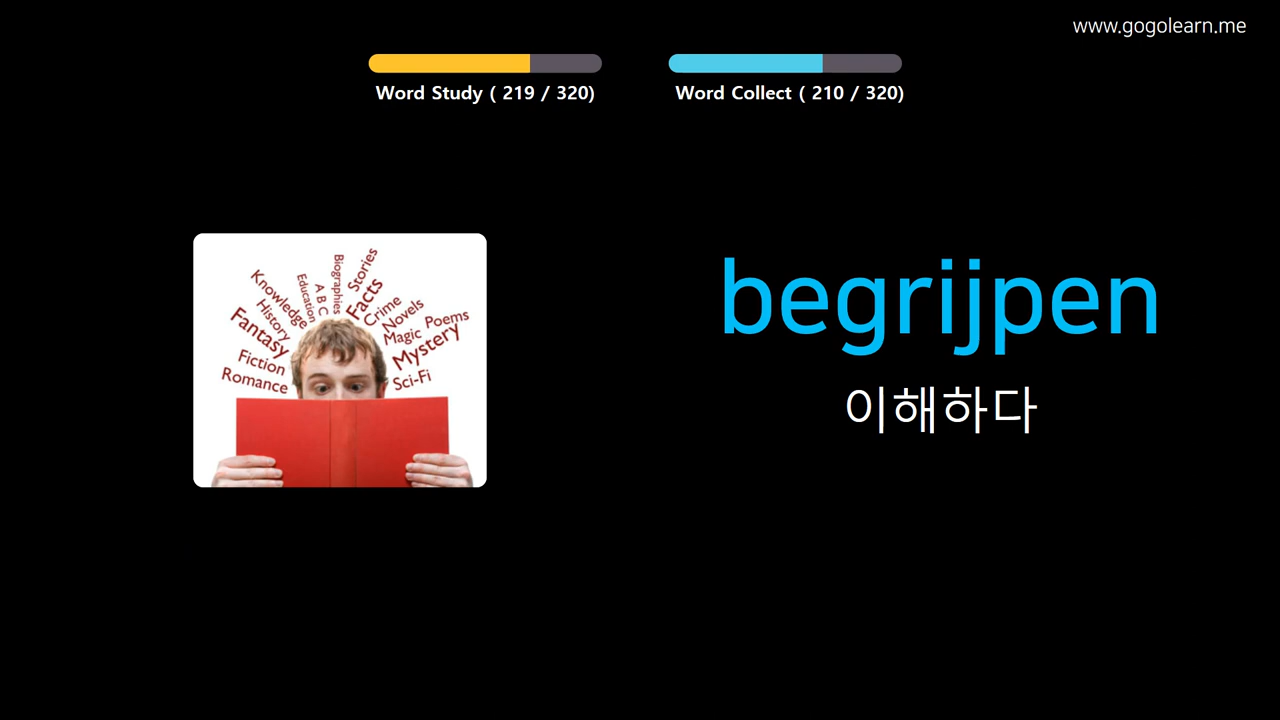 www.gogolearn.me
Word Study ( 219 / 320)
Word Collect ( 210 / 320)
Stories
Biographies
Facts
A B C
Education
Knowledge
Crime
History
Novels
Fantasy
Magic
Poems
Mystery
Fiction
Romance
Sci-Fi
begrijpen
이해하다